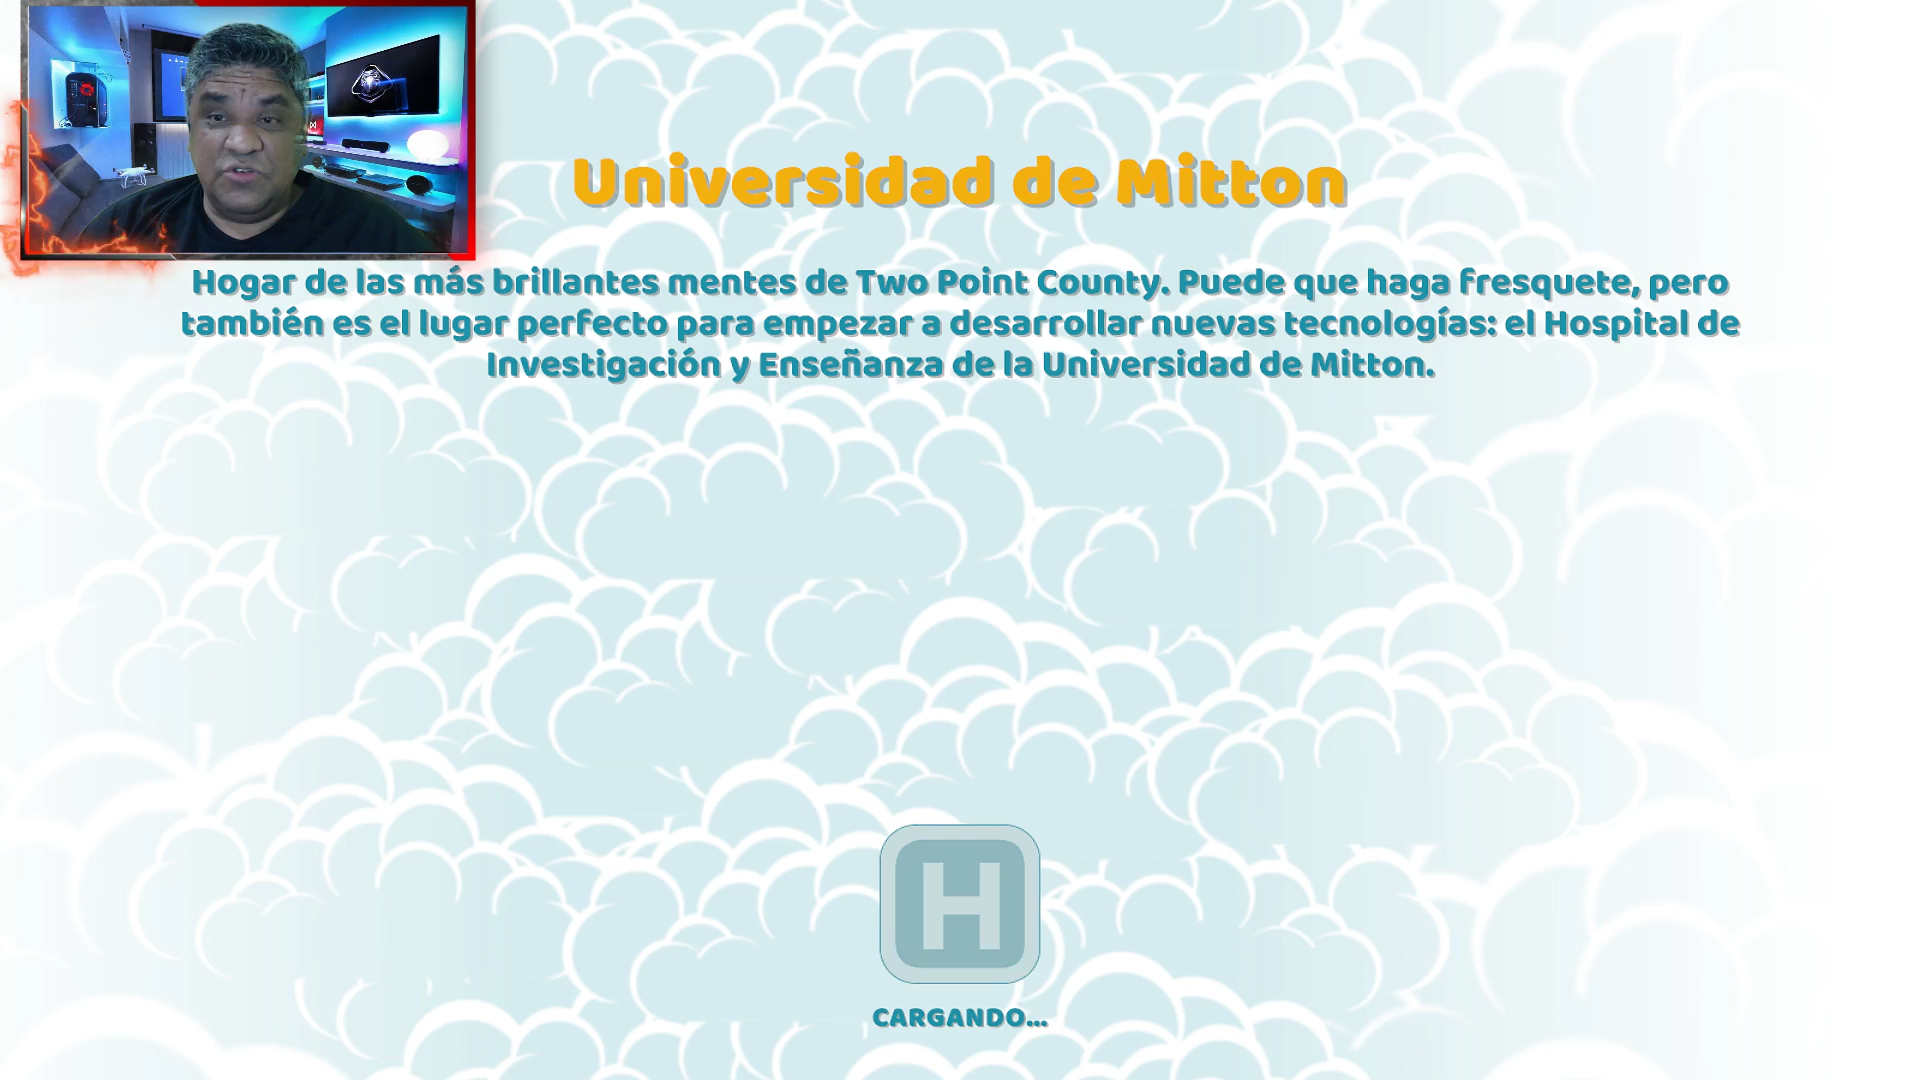 Universidad de Mitton
Hogar de las más brillantes mentes de Two Point County. Puede que haga fresquete, pero
también es el lugar perfecto para empezar a desarrollar nuevas tecnologías: el Hospital de
Investigación y Enseñanza de la Universidad de Mitton.
H
CARGANDO...